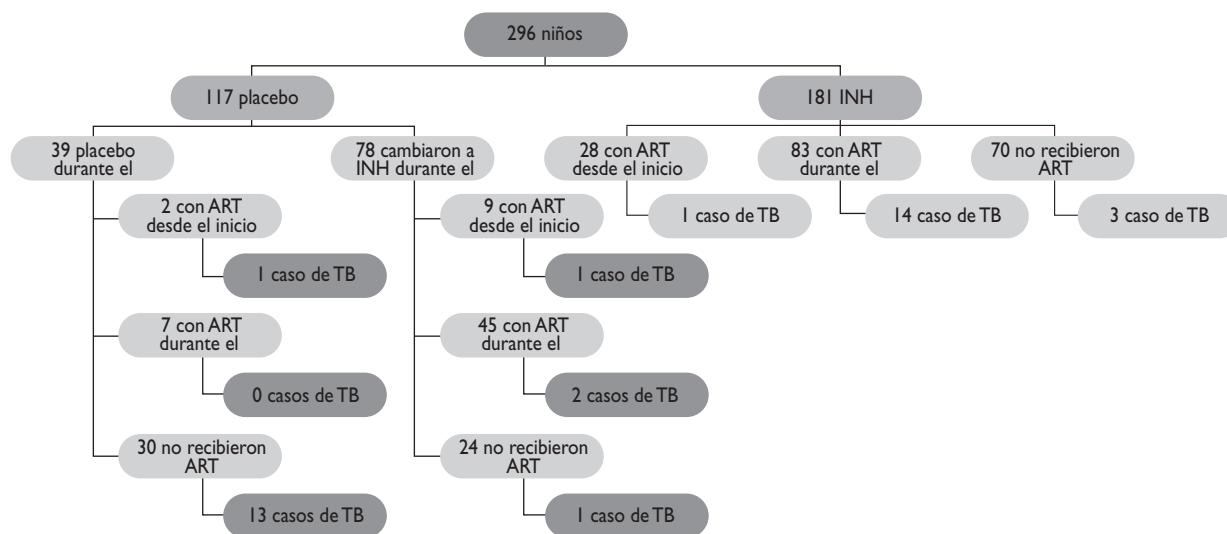 296 niños
117 placebo
181 INH
39 placebo
durante el
78 cambiaron a
INH durante el
28 con ART
desde el inicio
83 con ART
durante el
70 no recibieron
ART
2 con ART
desde el inicio
9 con ART
desde el inicio
1 caso de TB
14 caso de TB
3 caso de TB
1 caso de TB
1 caso de TB
7 con ART
durante el
45 con ART
durante el
0 casos de TB
2 casos de TB
30 no recibieron
ART
24 no recibieron
ART
13 casos de TB
1 caso de TB